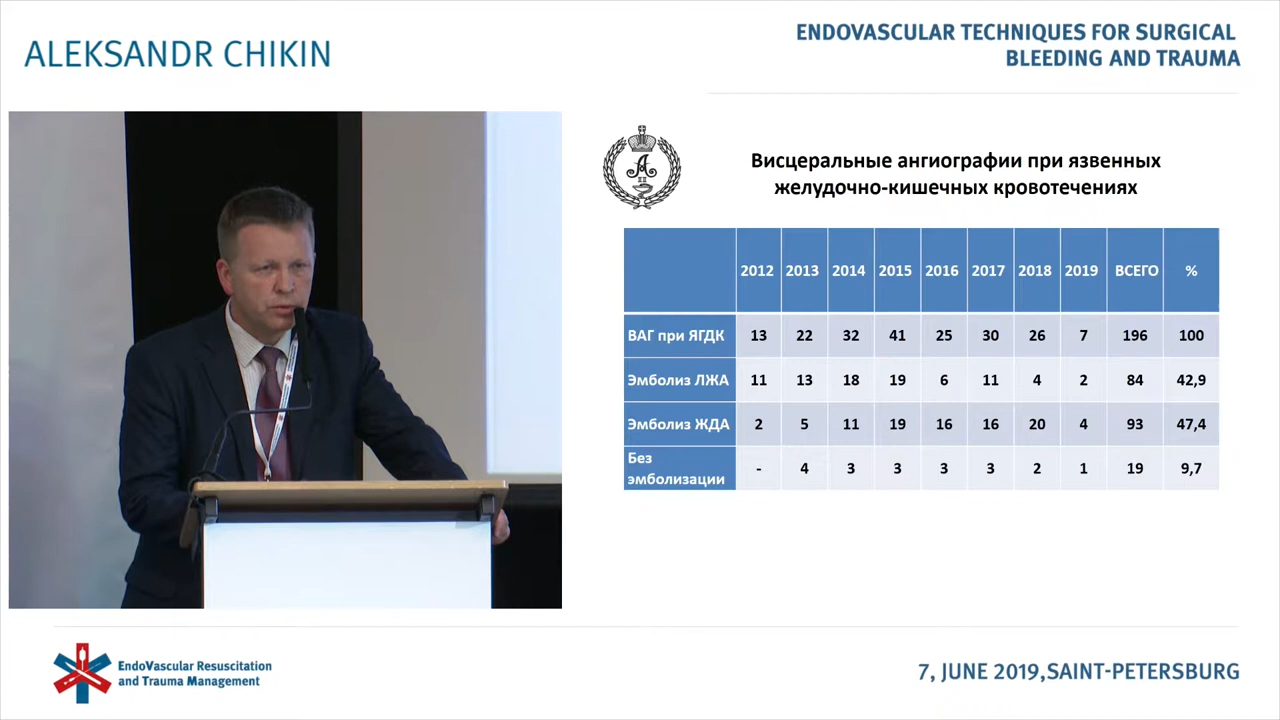 ALEKSANDR CHIKIN
ENDOVASCULAR TECHNIQUES FOR SURGICAL
BLEEDING AND TRAUMA
А
II
Висцеральные ангиографии при язвенных
желудочно-кишечных кровотечениях
2012 2013 2014 2015 2016 2017 2018 2019 ВСЕГО %
ВАГ при ЯГДК 13 22 32 41 25 30 26 7 196 100
Эмболиз ЛЖА 11 13 18 19 6 11 4 2 84 42,9
Эмболиз ЖДА 2 5 11 19 16 16 20 4 93 47,4
Без
эмболизации - 4 3 3 3 3 2 1 19 9,7
EndoVascular Resuscitation
and Trauma Management
7, JUNE 2019,SAINT-PETERSBURG